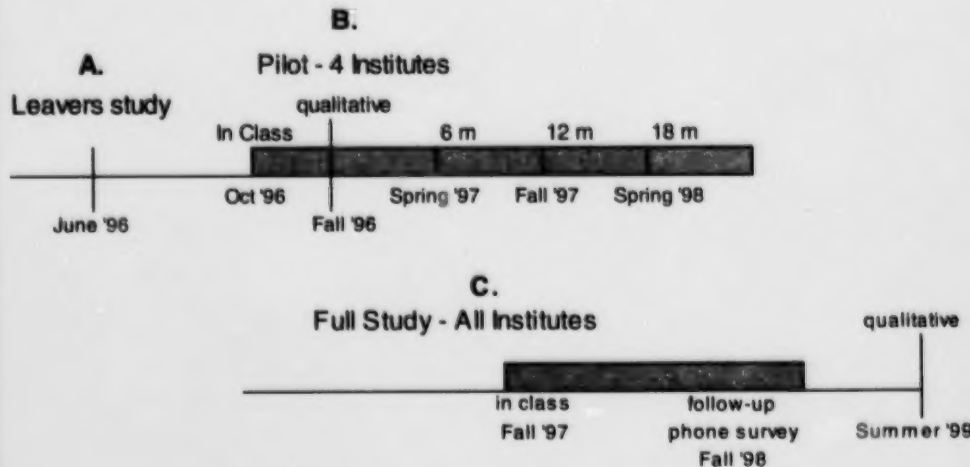 A.
Leavers study
June '96
B.
Pilot - 4 Institutes
qualitative
In Class
6 m
12 m
18 m
Oct '96
Fall '96
Spring '97
Fall '97
Spring '98
C.
Full Study - All Institutes
qualitative
in class
Fall '97
follow-up
phone survey
Fall '98
Summer '99